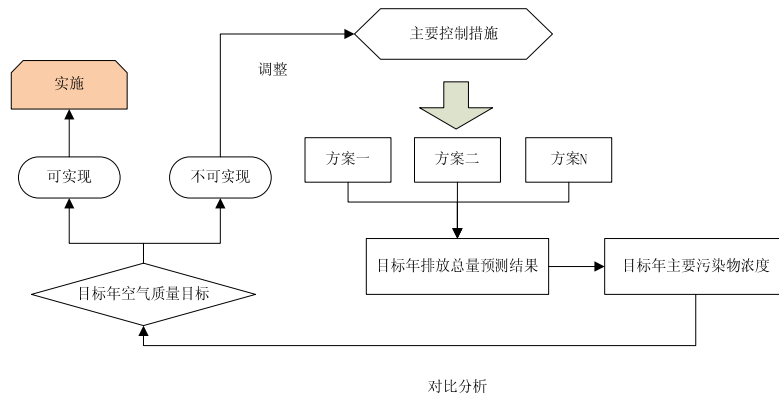 主要控制措施
调整
实施
方案一
方案二
方案N
可实现
不可实现
目标年排放总量预测结果
目标年主要污染物浓度
目标年空气质量目标
对比分析